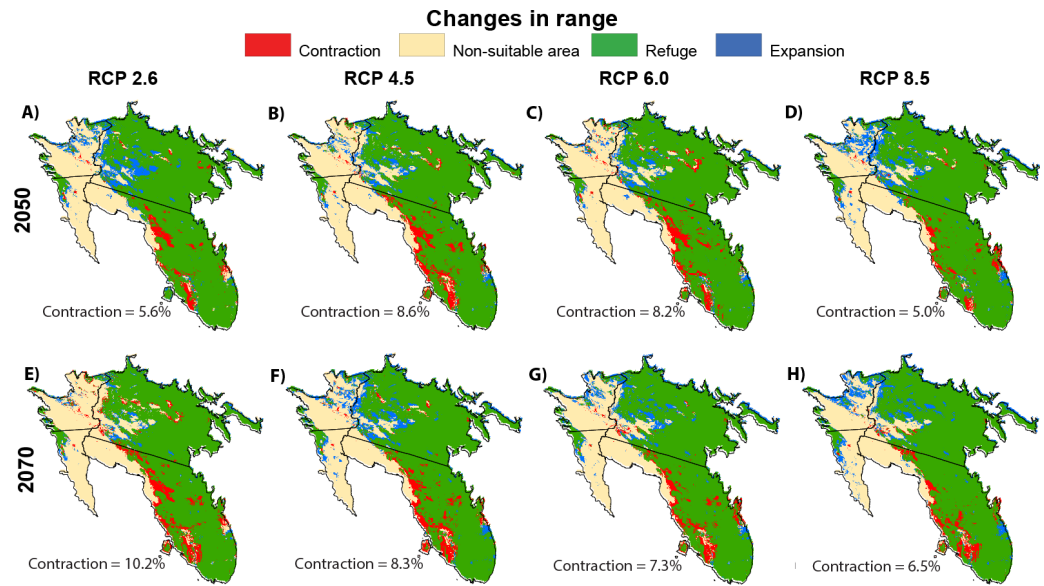 Changes in range
Contraction Non-suitable area Refuge Expansion
RCP 2.6 RCP 4.5 RCP 6.0 RCP 8.5
A) B) C) D)
2050
Contraction = 5.6% Contraction = 8.6% Contraction = 8.2% Contraction = 5.0%
E) F) G) H)
2070
Contraction = 10.2% Contraction = 8.3% Contraction = 7.3% Contraction = 6.5%